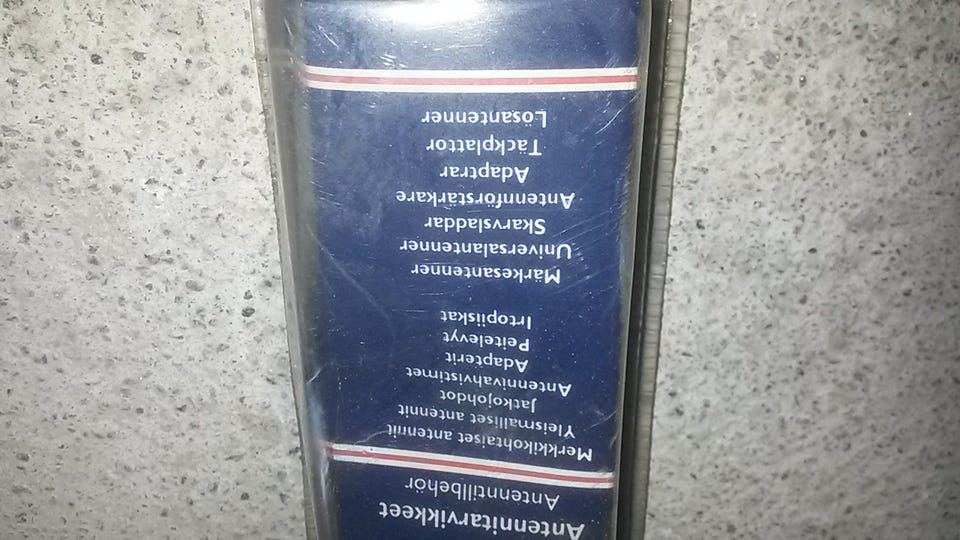 Antennitarvikkeet
Antenntillbehör
Merkkikohtaiset antennit
Yleismalliset antennit
Jatkojohdot
Antennivahvistimet
Adapterit
Peitelevyt
Irtopiiskat
Märkesantenner
Universalantenner
Skarvsladdar
Antennförstärkare
Adaptrar
Täckplattor
Lösantenner